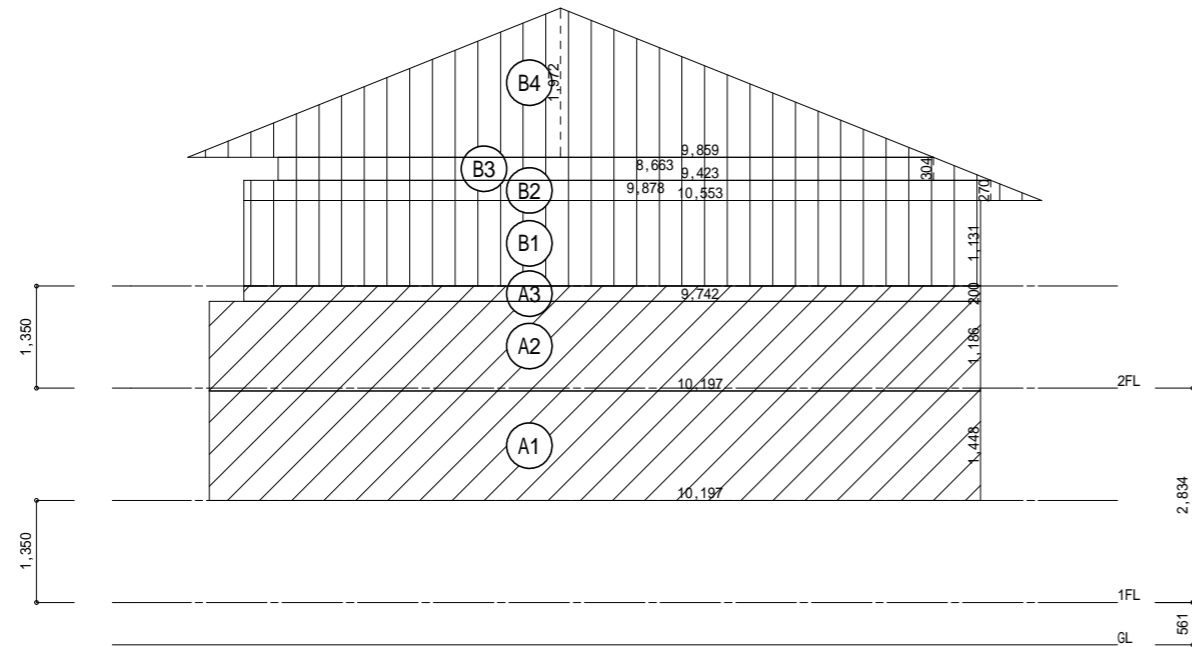 B4
1,972
9,859
B3
8,663
304
9,423
B2
9,878
10,553
270
B1
1,131
A3
9,742
200
1,350
A2
1,186
10,197
2FL
A1
1,448
10,197
2,834
1,350
1FL
561
GL